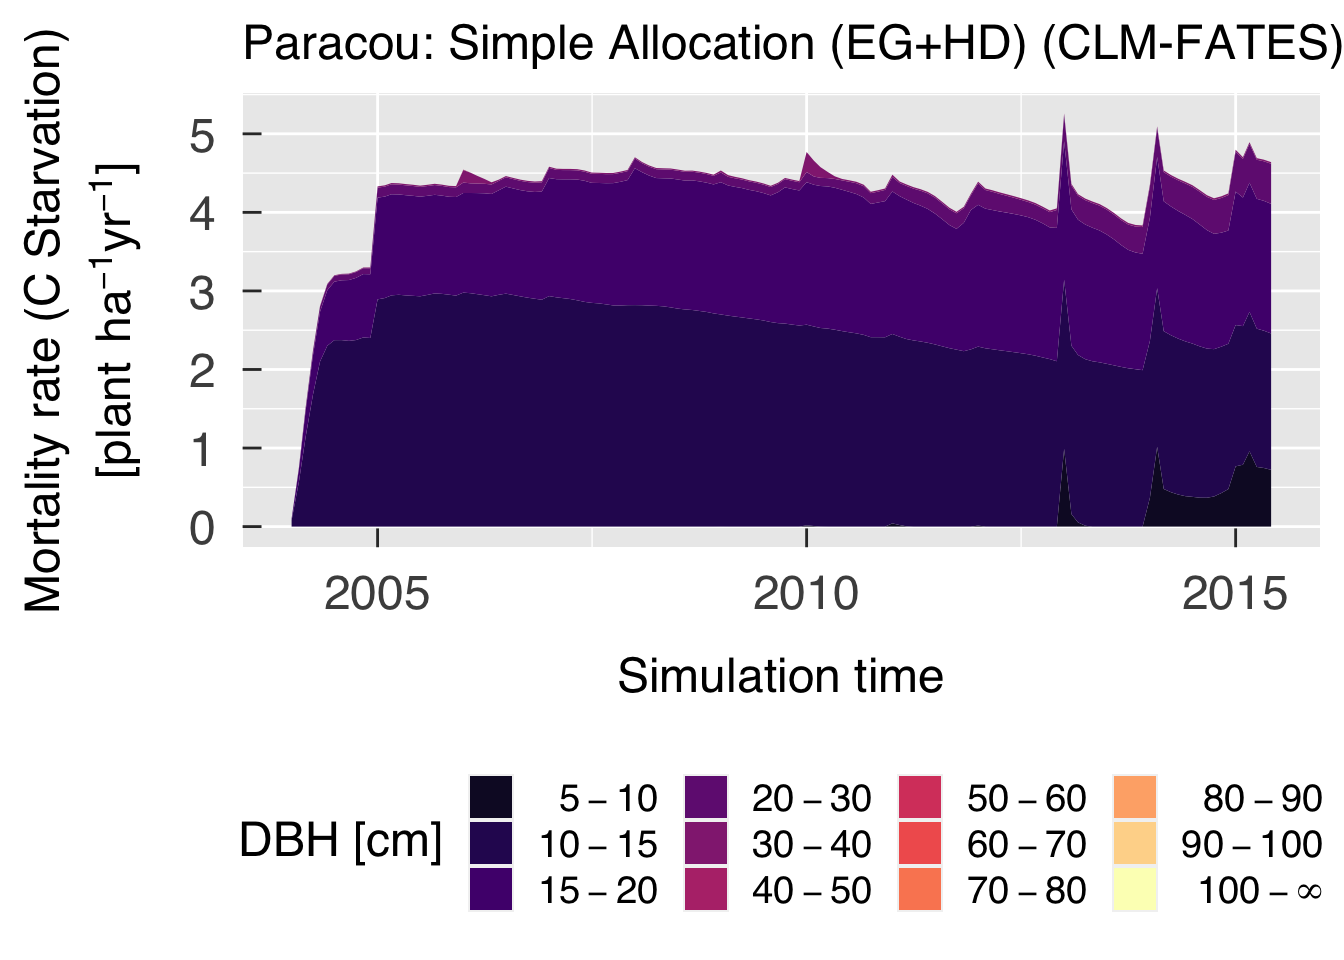 Paracou: Simple Allocation (EG+HD) (CLM-FATES)
Mortality rate (C Starvation)
[plant ha⁻¹yr⁻¹]
5
4
3
2
1
0
2005 2010 2015
Simulation time
DBH [cm]
5 – 10 20 – 30 50 – 60 80 – 90
10 – 15 30 – 40 60 – 70 90 – 100
15 – 20 40 – 50 70 – 80 100 – ∞